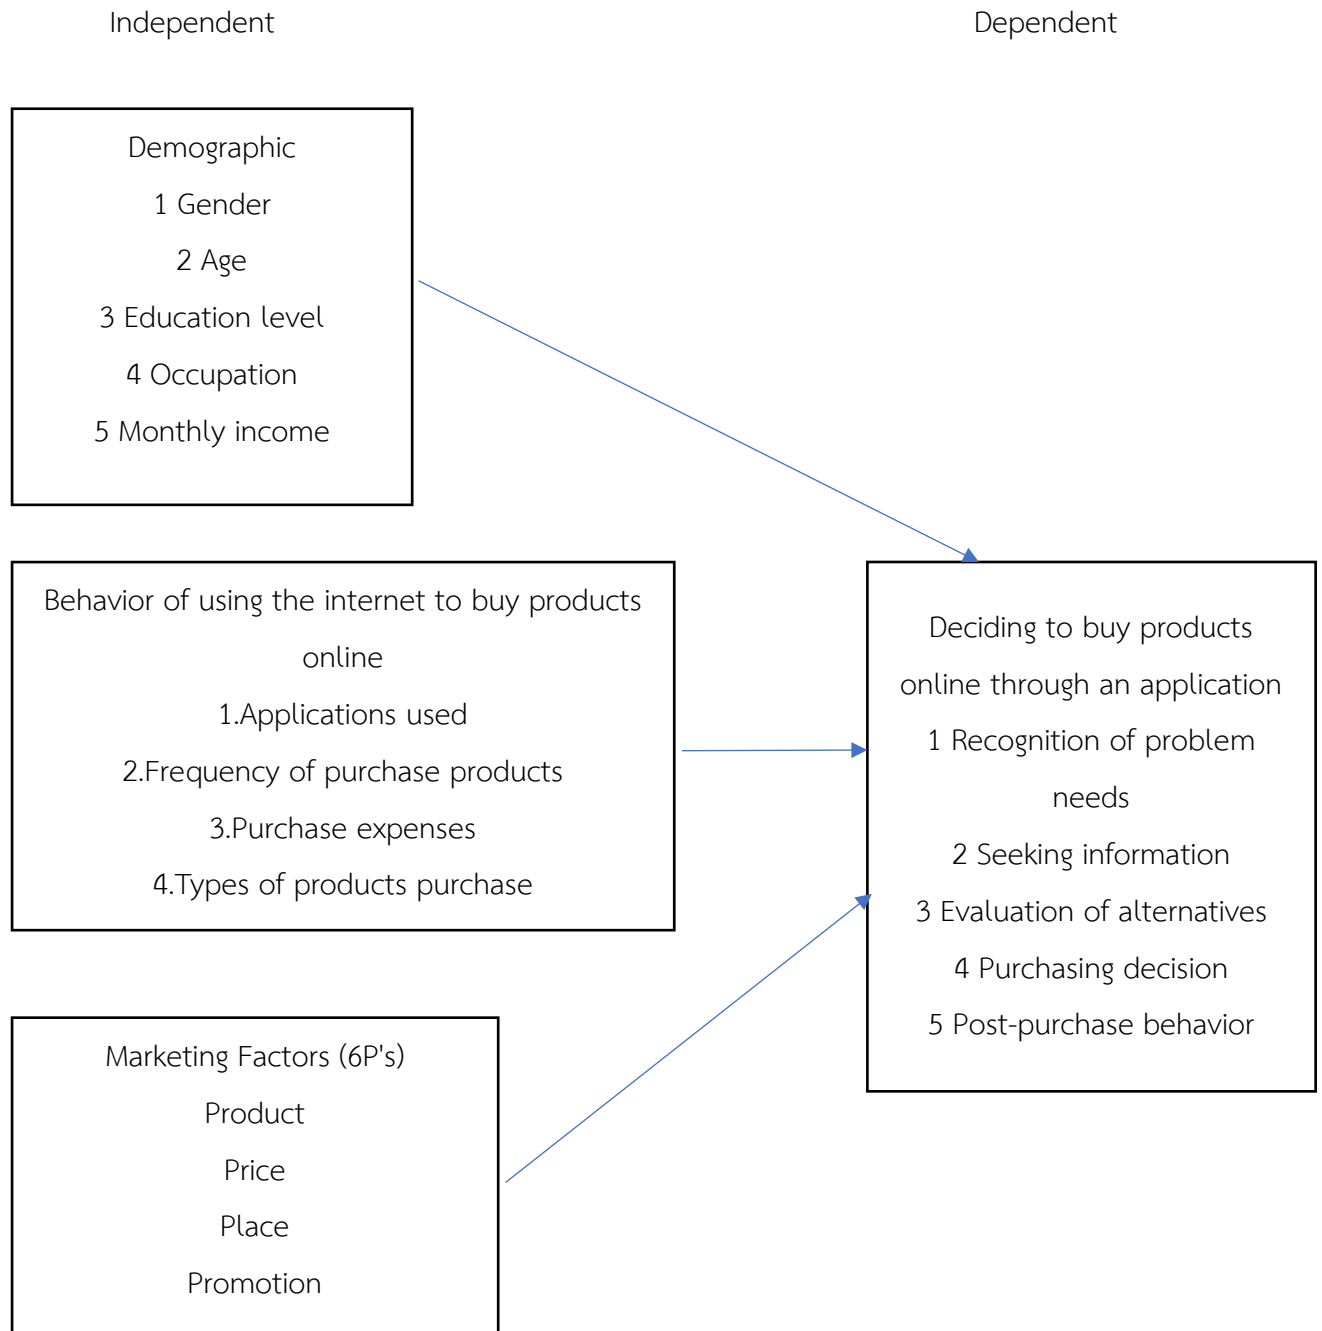 Independent
Dependent
Demographic
1 Gender
2 Age
3 Education level
4 Occupation
5 Monthly income
Behavior of using the internet to buy products
online
1.Applications used
2.Frequency of purchase products
3.Purchase expenses
4.Types of products purchase
Marketing Factors (6P's)
Product
Price
Place
Promotion
Deciding to buy products
online through an application
1 Recognition of problem
needs
2 Seeking information
3 Evaluation of alternatives
4 Purchasing decision
5 Post-purchase behavior